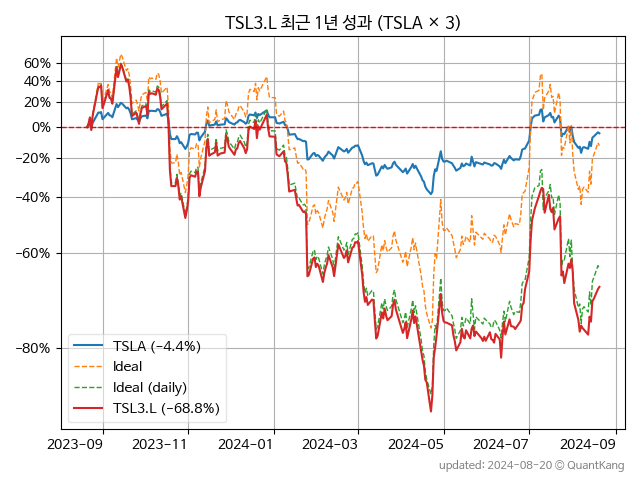 TSL3.L 최근 1년 성과 (TSLA × 3)
60%
40%
20%
0%
−20%
−40%
−60%
−80%
TSLA (−4.4%)
Ideal
Ideal (daily)
TSL3.L (−68.8%)
2023-09
2023-11
2024-01
2024-03
2024-05
2024-07
2024-09
updated: 2024-08-20 © QuantKang